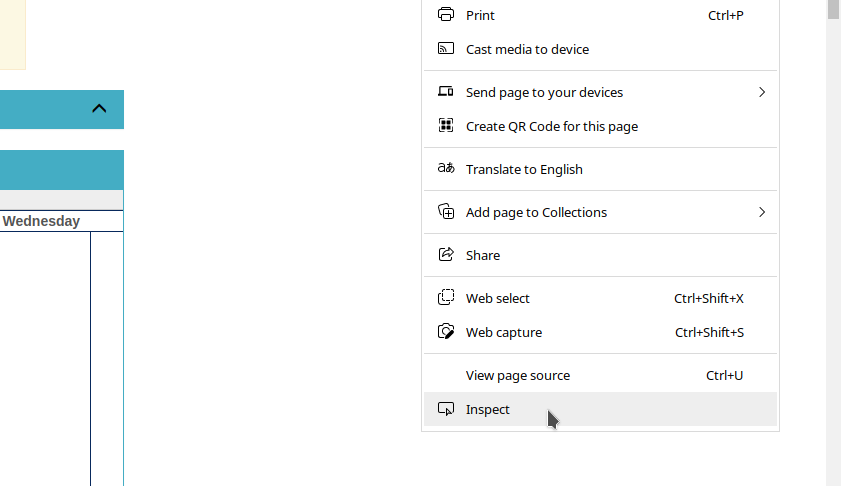 Print Ctrl+P
Cast media to device
Send page to your devices
Create QR Code for this page
aあ Translate to English
Add page to Collections
Share
Wednesday
Web select Ctrl+Shift+X
Web capture Ctrl+Shift+S
View page source Ctrl+U
Inspect